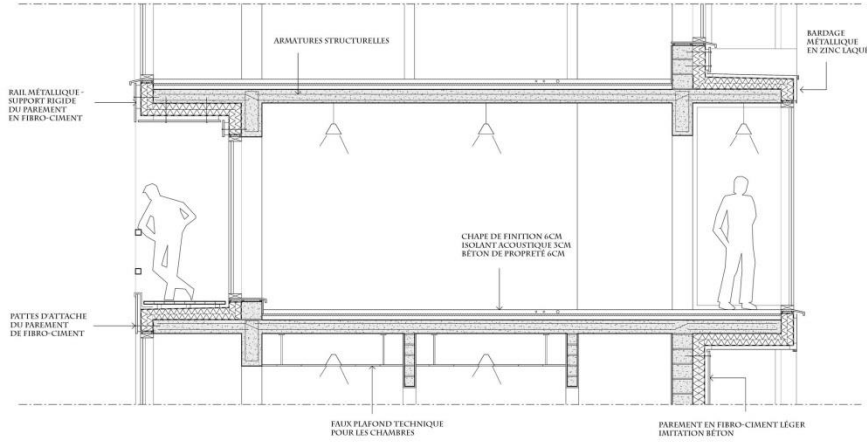 ARMATURES STRUCTURELLES
BARDAGE
MÉTALLIQUE
EN ZINC LAQUÉ
RAIL MÉTALLIQUE -
SUPPORT RIGIDE
DU PAREMENT
EN FIBRO-CIMENT
CHAPE DE FINITION 6CM
ISOLANT ACOUSTIQUE 3CM
BÉTON DE PROPRETÉ 6CM
PATTES D'ATTACHE
DU PAREMENT
DE FIBRO-CIMENT
FAUX PLAFOND TECHNIQUE
POUR LES CHAMBRES
PAREMENT EN FIBRO-CIMENT LÉGER
IMITATION BÉTON